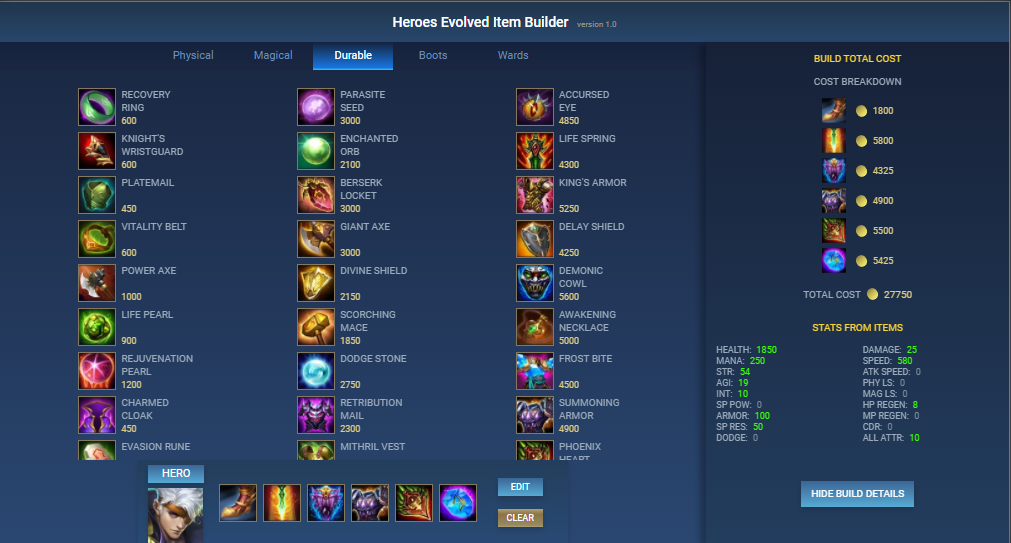 Heroes Evolved Item Builder version 1.0
Physical Magical Durable Boots Wards
RECOVERY
RING
600
PARASITE
SEED
3000
ACCURSED
EYE
4850
KNIGHT'S
WRISTGUARD
600
ENCHANTED
ORB
2100
LIFE SPRING
4300
PLATEMAIL
450
BERSERK
LOCKET
3000
KING'S ARMOR
5250
VITALITY BELT
600
GIANT AXE
3000
DELAY SHIELD
4250
POWER AXE
1000
DIVINE SHIELD
2150
DEMONIC
COWL
5600
LIFE PEARL
900
SCORCHING
MACE
1850
AWAKENING
NECKLACE
5000
REJUVENATION
PEARL
1200
DODGE STONE
2750
FROST BITE
4500
CHARMED
CLOAK
450
RETRIBUTION
MAIL
2300
SUMMONING
ARMOR
4900
EVASION RUNE
MITHRIL VEST
PHOENIX
HEART
HERO
EDIT
CLEAR
BUILD TOTAL COST
COST BREAKDOWN
1800
5800
4325
4900
5500
5425
TOTAL COST 27750
STATS FROM ITEMS
HEALTH: 1850
MANA: 250
STR: 54
AGI: 19
INT: 10
SP POW: 0
ARMOR: 100
SP RES: 50
DODGE: 0
DAMAGE: 25
SPEED: 580
ATK SPEED: 0
PHY LS: 0
MAG LS: 0
HP REGEN: 8
MP REGEN: 0
CDR: 0
ALL ATTR: 10
HIDE BUILD DETAILS